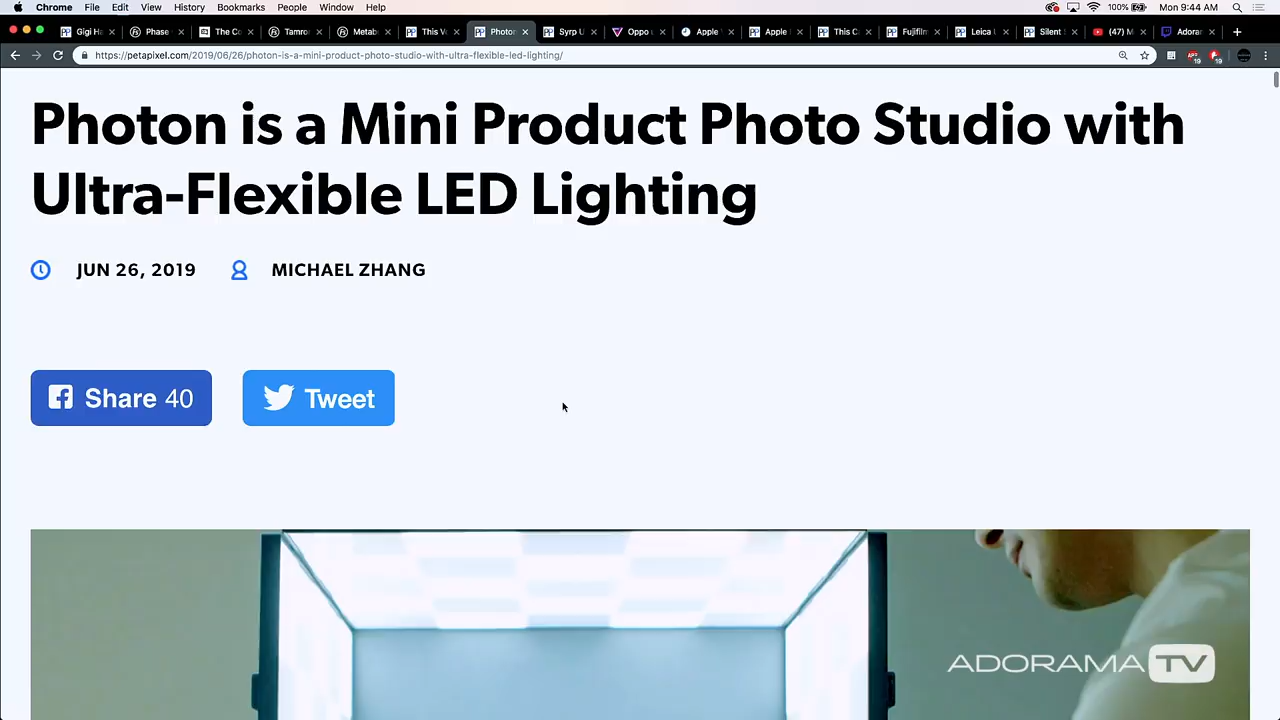 Chrome File Edit View History Bookmarks People Window Help 100% Mon 9:44 AM
Gigi Ha Phase The Ca Tamro Metab This V Photon Syrp U Oppo Apple Apple This C Fujifilm Leica Silent (47) M Adorar
https://petapixel.com/2019/06/26/photon-is-a-mini-product-photo-studio-with-ultra-flexible-led-lighting/
Photon is a Mini Product Photo Studio with
Ultra-Flexible LED Lighting
JUN 26, 2019 MICHAEL ZHANG
Share 40 Tweet
ADORAMA TV